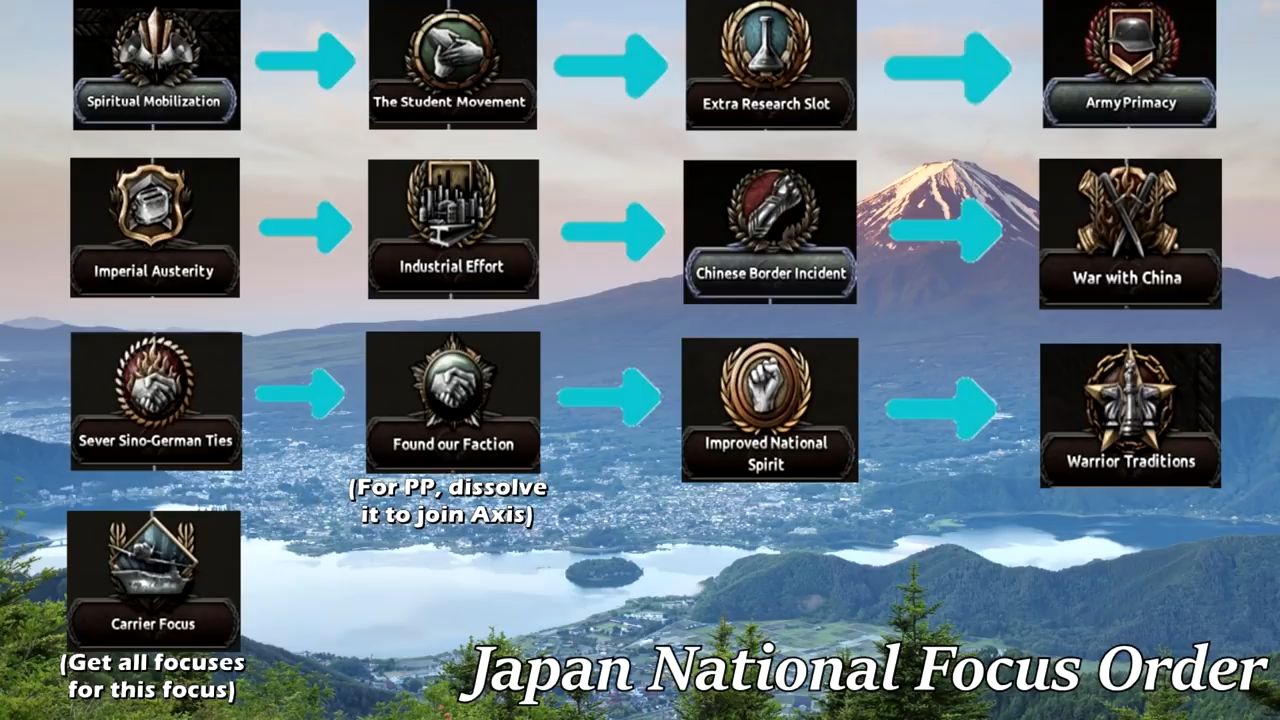 Spiritual Mobilization
The Student Movement
Extra Research Slot
Army Primacy
Imperial Austerity
Industrial Effort
Chinese Border Incident
War with China
Sever Sino-German Ties
Found our Faction
Improved National
Spirit
Warrior Traditions
(For PP, dissolve
it to join Axis)
Carrier Focus
(Get all focuses
for this focus)
Japan National Focus Order